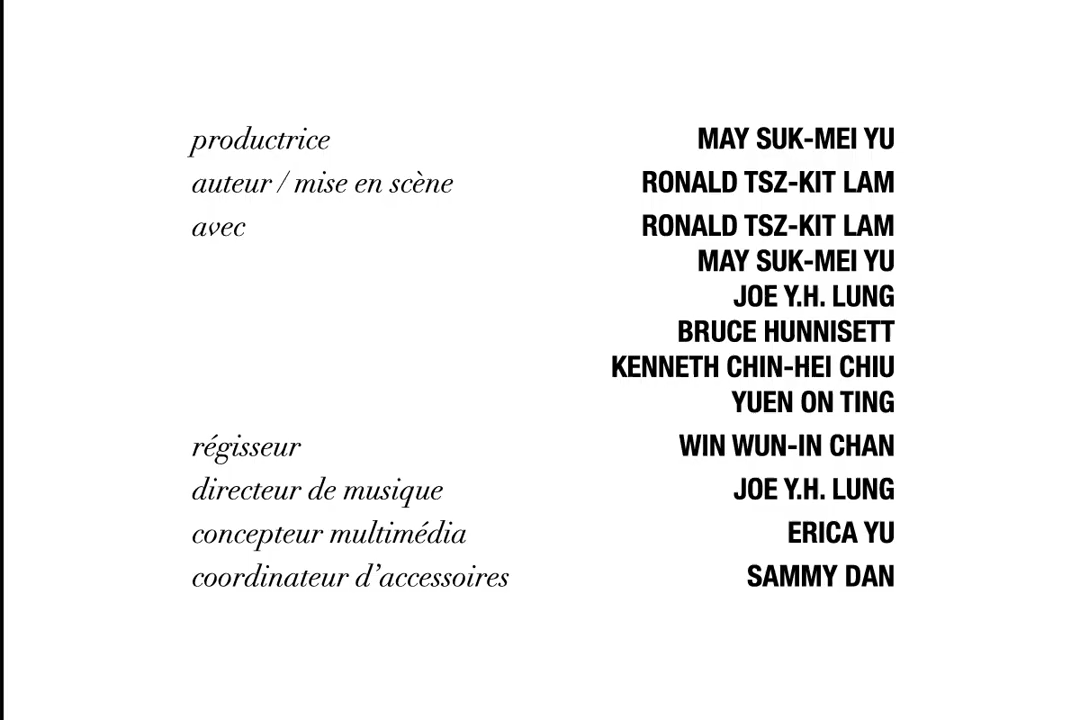 productrice MAY SUK-MEI YU
auteur / mise en scène RONALD TSZ-KIT LAM
avec RONALD TSZ-KIT LAM
MAY SUK-MEI YU
JOE Y.H. LUNG
BRUCE HUNNISETT
KENNETH CHIN-HEI CHIU
YUEN ON TING
régisseur WIN WUN-IN CHAN
directeur de musique JOE Y.H. LUNG
concepteur multimédia ERICA YU
coordinateur d’accessoires SAMMY DAN